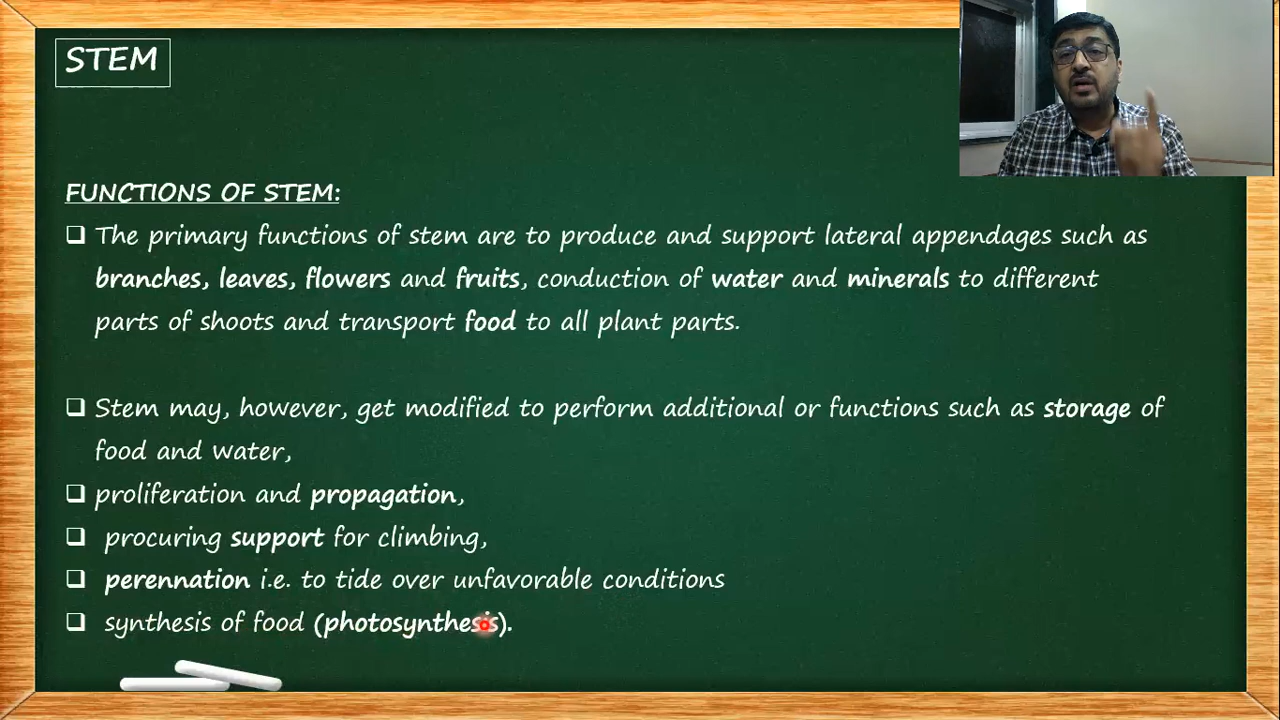 STEM
FUNCTIONS OF STEM:
The primary functions of stem are to produce and support lateral appendages such as
branches, leaves, flowers and fruits, conduction of water and minerals to different
parts of shoots and transport food to all plant parts.
Stem may, however, get modified to perform additional or functions such as storage of
food and water,
proliferation and propagation,
procuring support for climbing,
perennation i.e. to tide over unfavorable conditions
synthesis of food (photosynthesis).